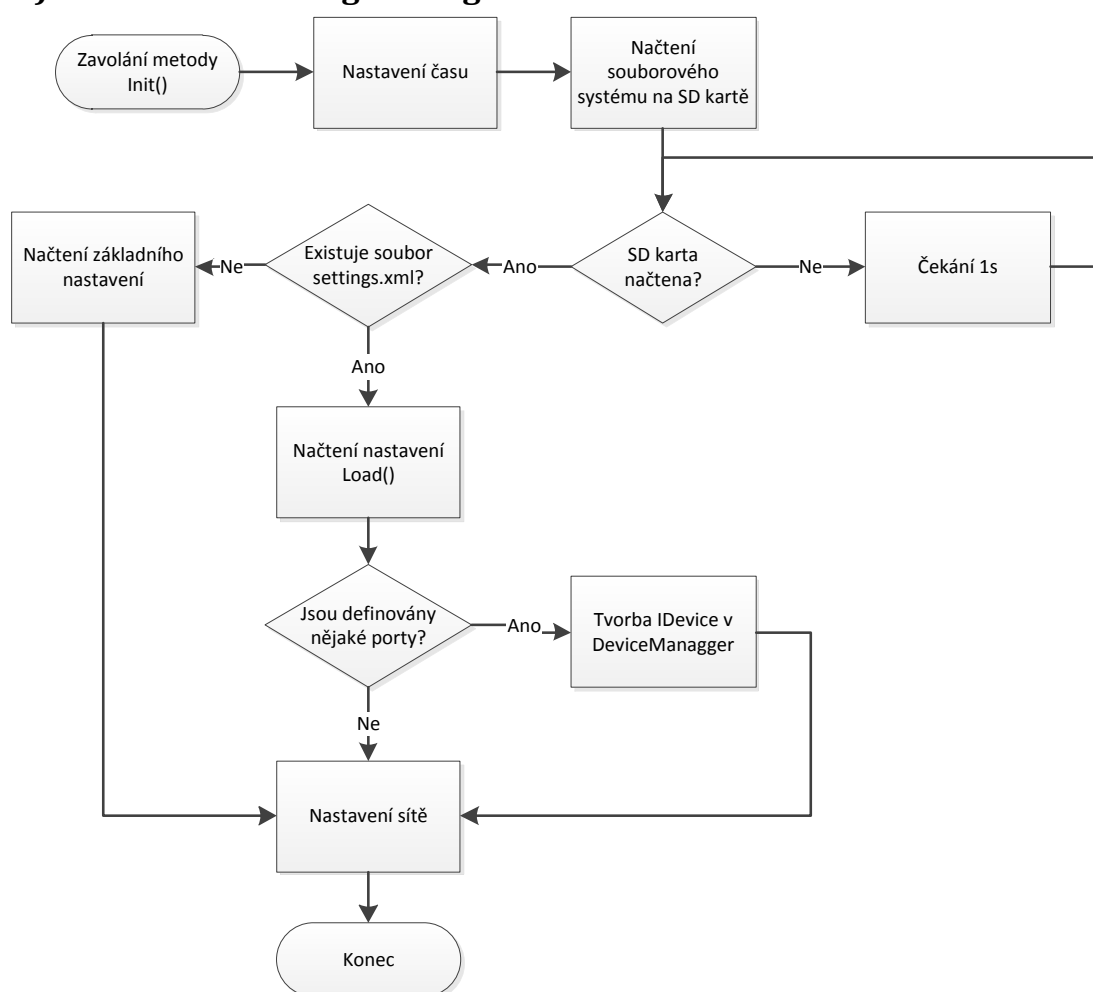 Zavolání metody
Init()
Nastavení času
Načtení
souborového
systému na SD kartě
Načtení základního
nastavení
Ne
Existuje soubor
settings.xml?
Ano
SD karta
načtena?
Ne
Čekání 1s
Ano
Načtení nastavení
Load()
Jsou definovány
nějaké porty?
Ano
Tvorba IDevice v
DeviceManagger
Ne
Nastavení sítě
Konec